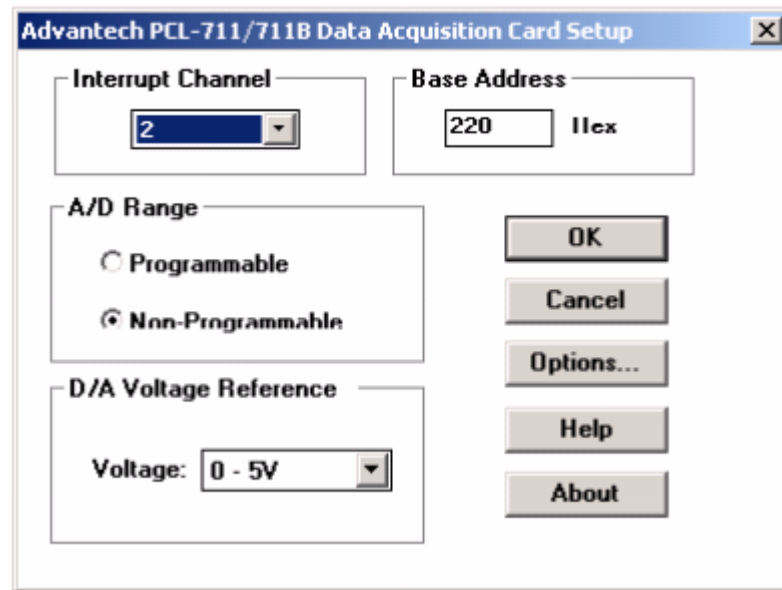 Advantech PCL-711/711B Data Acquisition Card Setup
Interrupt Channel
2
Base Address
220 Hex
A/D Range
Programmable
Non-Programmable
D/A Voltage Reference
Voltage: 0 - 5V
OK
Cancel
Options...
Help
About